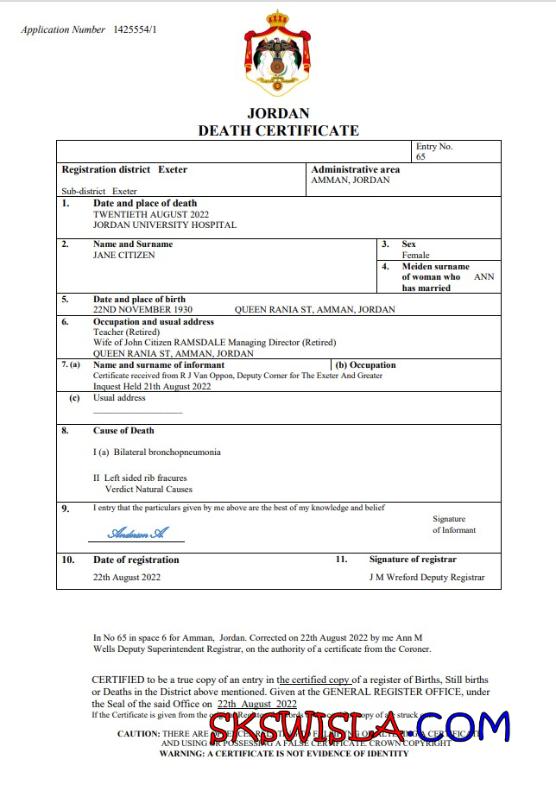 Application Number 1425554/1
JORDAN
DEATH CERTIFICATE
Entry No.
65
Registration district Exeter
Administrative area
AMMAN, JORDAN
Sub-district Exeter
1. Date and place of death
TWENTIETH AUGUST 2022
JORDAN UNIVERSITY HOSPITAL
2. Name and Surname
JANE CITIZEN
3. Sex
Female
4. Meiden surname
of woman who ANN
has married
5. Date and place of birth
22ND NOVEMBER 1930 QUEEN RANIA ST, AMMAN, JORDAN
6. Occupation and usual address
Teacher (Retired)
Wife of John Citizen RAMSDALE Managing Director (Retired)
QUEEN RANIA ST, AMMAN, JORDAN
7. (a) Name and surname of informant (b) Occupation
Certificate received from R J Van Oppon, Deputy Corner for The Exeter And Greater
Inquest Held 21th August 2022
(c) Usual address
8. Cause of Death
I (a) Bilateral bronchopneumonia
II Left sided rib fracures
Verdict Natural Causes
9. I entry that the particulars given by me above are the best of my knowledge and belief
Anderson A.
Signature
of Informant
10. Date of registration 11. Signature of registrar
22th August 2022 J M Wreford Deputy Registrar
In No 65 in space 6 for Amman, Jordan. Corrected on 22th August 2022 by me Ann M
Wells Deputy Superintendent Registrar, on the authority of a certificate from the Coroner.
CERTIFIED to be a true copy of an entry in the certified copy of a register of Births, Still births
or Deaths in the District above mentioned. Given at the GENERAL REGISTER OFFICE, under
the Seal of the said Office on 22th August 2022
If the Certificate is given from the copy of a struck
SKSWISLA.COM
CAUTION: THERE ARE CERTIFICATE
AND USING OR POSSESSING A FALSE CERTIFICATE. CROWN COPYRIGHT
WARNING: A CERTIFICATE IS NOT EVIDENCE OF IDENTITY